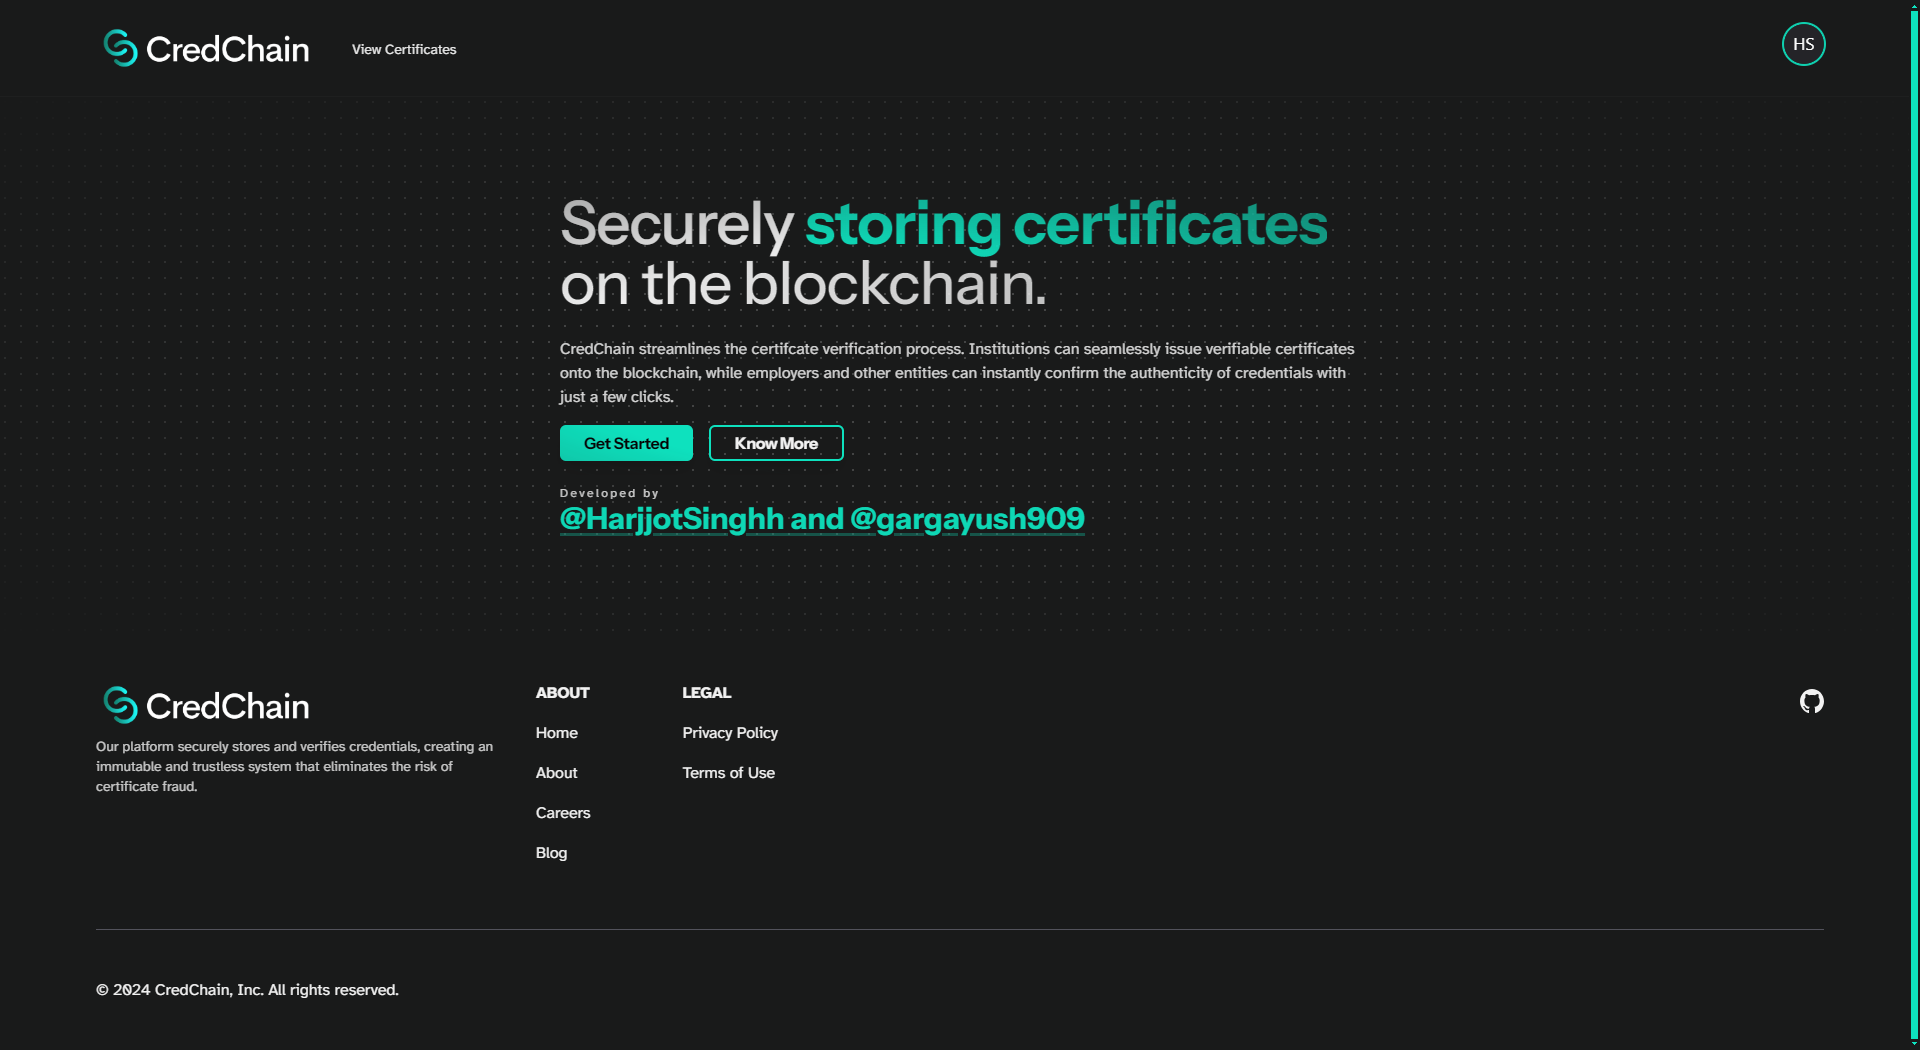 CredChain
View Certificates
HS
Securely storing certificates
on the blockchain.
CredChain streamlines the certifcate verification process. Institutions can seamlessly issue verifiable certificates
onto the blockchain, while employers and other entities can instantly confirm the authenticity of credentials with
just a few clicks.
Get Started
Know More
Developed by
@HarjjotSinghh and @gargayush909
CredChain
Our platform securely stores and verifies credentials, creating an
immutable and trustless system that eliminates the risk of
certificate fraud.
ABOUT
Home
About
Careers
Blog
LEGAL
Privacy Policy
Terms of Use
© 2024 CredChain, Inc. All rights reserved.